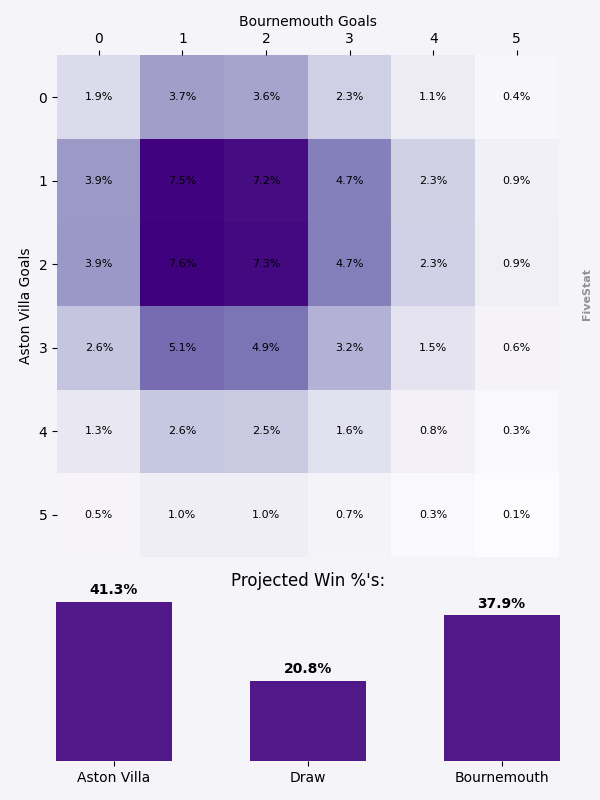 Bournemouth Goals
0 1 2 3 4 5
0 1.9% 3.7% 3.6% 2.3% 1.1% 0.4%
1 3.9% 7.5% 7.2% 4.7% 2.3% 0.9%
2 3.9% 7.6% 7.3% 4.7% 2.3% 0.9%
3 2.6% 5.1% 4.9% 3.2% 1.5% 0.6%
4 1.3% 2.6% 2.5% 1.6% 0.8% 0.3%
5 0.5% 1.0% 1.0% 0.7% 0.3% 0.1%
Aston Villa Goals
FiveStat
Projected Win %'s:
41.3% 20.8% 37.9%
Aston Villa Draw Bournemouth